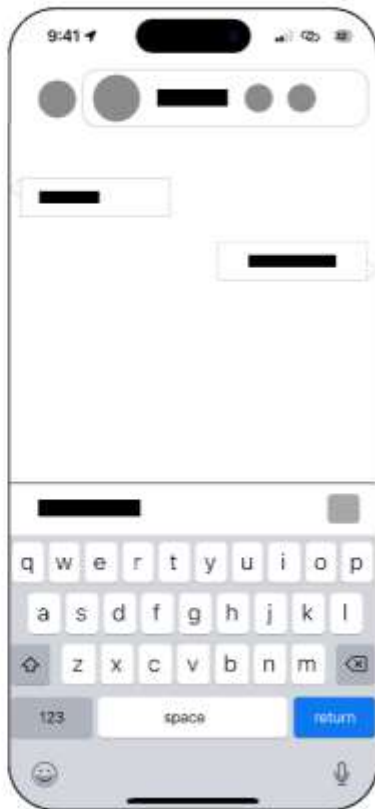 9:41
q w e r t y u i o p
a s d f g h j k l
z x c v b n m
123 space return